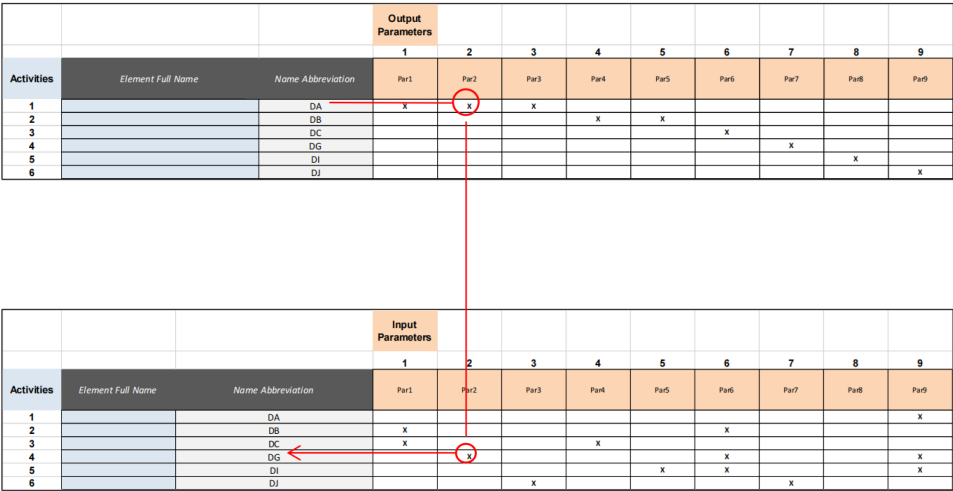 Output
Parameters
1 2 3 4 5 6 7 8 9
Activities Element Full Name Name Abbreviation Par1 Par2 Par3 Par4 Par5 Par6 Par7 Par8 Par9
1 DA x x x
2 DB x x
3 DC x
4 DG x
5 DI x
6 DJ x
Input
Parameters
1 2 3 4 5 6 7 8 9
Activities Element Full Name Name Abbreviation Par1 Par2 Par3 Par4 Par5 Par6 Par7 Par8 Par9
1 DA x
2 DB x x
3 DC x x
4 DG x x x
5 DI x x x
6 DJ x x